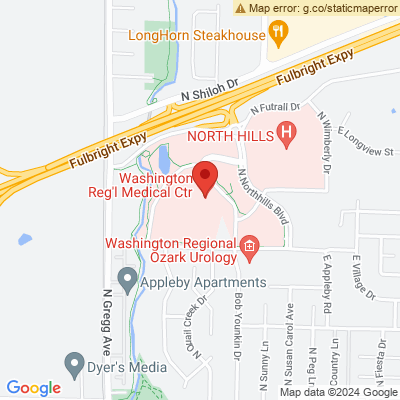 Map error: g.co/staticmaperror
LongHorn Steakhouse
Fulbright Expy
N Shiloh Dr
N Futrall Dr
NORTH HILLS
H
N Wimberly Dr
E Longview St
Fulbright Expy
Washington
Reg'l Medical Ctr
N Northhills Blvd
Washington Regional
Ozark Urology
Appleby Apartments
E Appleby Rd
E Village Dr
N Gregg Ave
N Quail Creek Dr
Bob Younkin Dr
N Sunny Ln
N Susan Carol Ave
N Peg Ln
Country Ln
N Fiesta Dr
Dyer's Media
Google
Map data ©2024 Google